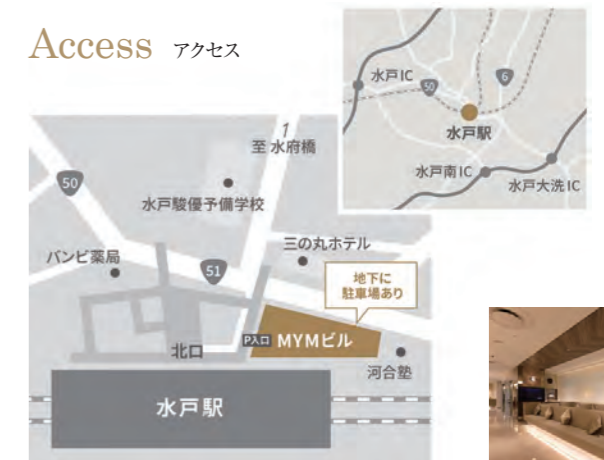 Access アクセス
水戸IC
50
6
水戸駅
水戸南IC
水戸大洗IC
至 水府橋
50
水戸駿優予備学校
バンビ薬局
51
三の丸ホテル
地下に
駐車場あり
P入口 MYMビル
北口
河合塾
水戸駅